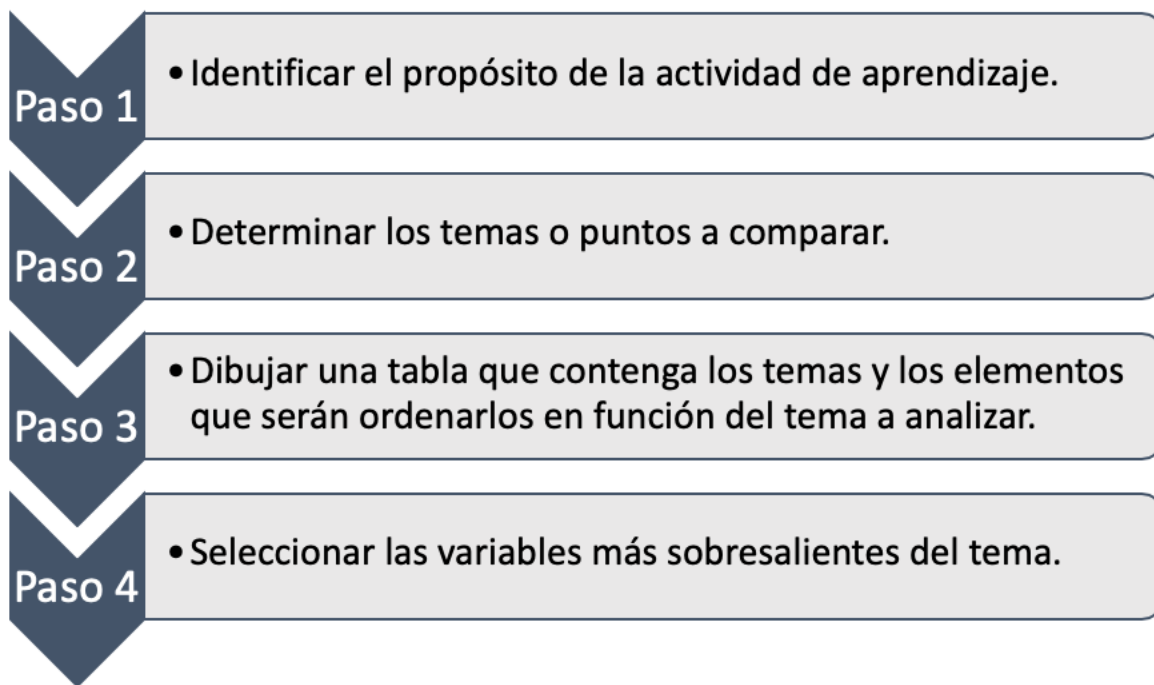 Paso 1
• Identificar el propósito de la actividad de aprendizaje.
Paso 2
• Determinar los temas o puntos a comparar.
Paso 3
• Dibujar una tabla que contenga los temas y los elementos
que serán ordenarlos en función del tema a analizar.
Paso 4
• Seleccionar las variables más sobresalientes del tema.